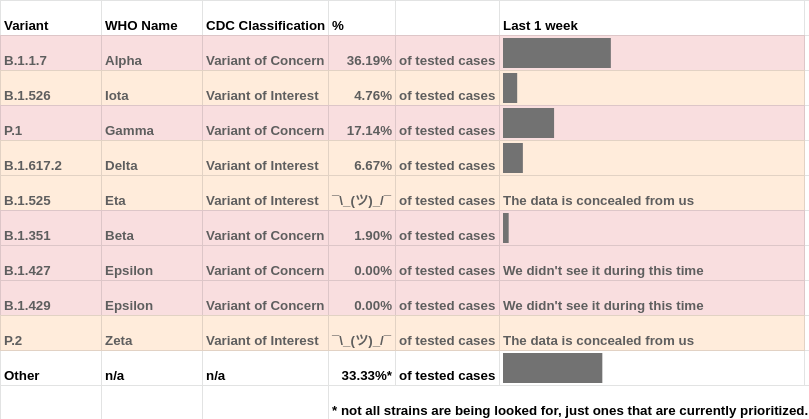 Variant WHO Name CDC Classification % Last 1 week
B.1.1.7 Alpha Variant of Concern 36.19% of tested cases
B.1.526 Iota Variant of Interest 4.76% of tested cases
P.1 Gamma Variant of Concern 17.14% of tested cases
B.1.617.2 Delta Variant of Interest 6.67% of tested cases
B.1.525 Eta Variant of Interest ¯\_(ツ)_/¯ of tested cases The data is concealed from us
B.1.351 Beta Variant of Concern 1.90% of tested cases
B.1.427 Epsilon Variant of Concern 0.00% of tested cases We didn't see it during this time
B.1.429 Epsilon Variant of Concern 0.00% of tested cases We didn't see it during this time
P.2 Zeta Variant of Interest ¯\_(ツ)_/¯ of tested cases The data is concealed from us
Other n/a n/a 33.33%* of tested cases
* not all strains are being looked for, just ones that are currently prioritized.